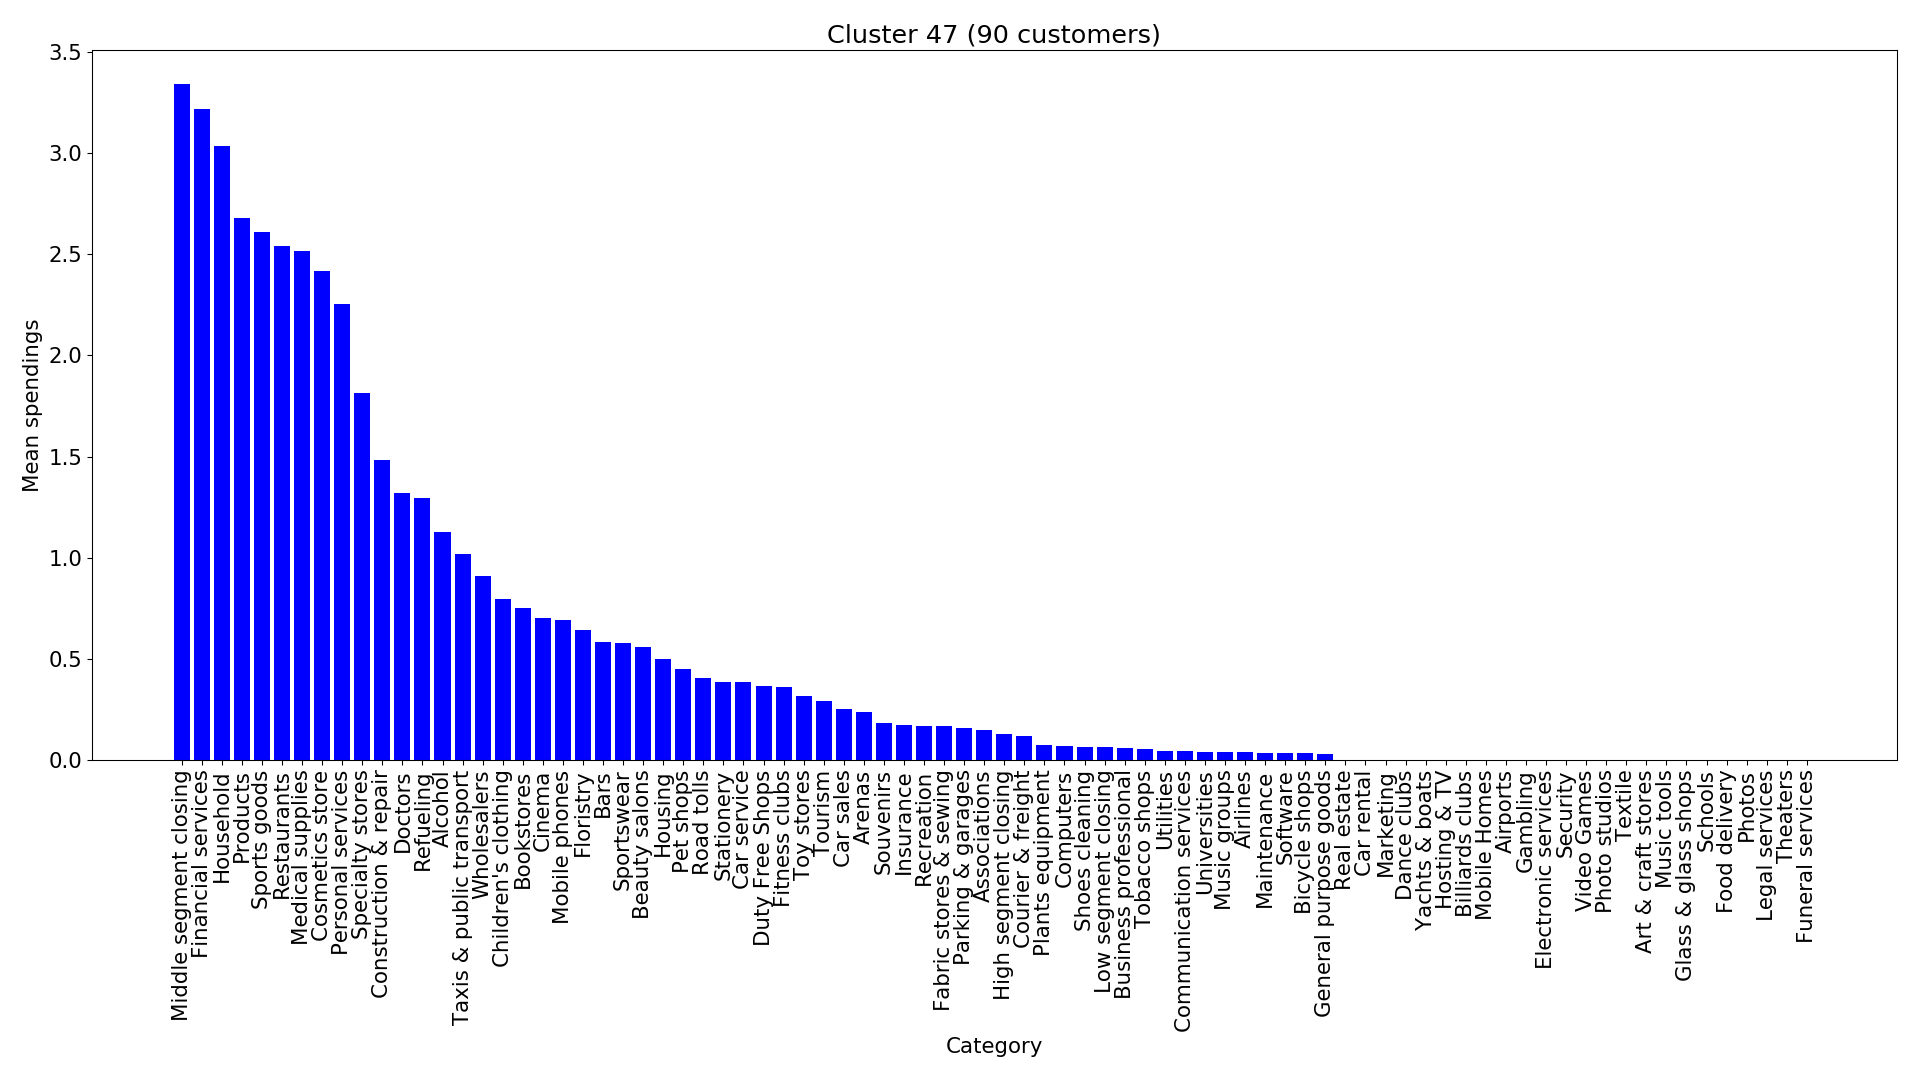 Cluster 47 (90 customers)
Mean spendings
3.5
3.0
2.5
2.0
1.5
1.0
0.5
0.0
Middle segment closing
Financial services
Household
Products
Sports goods
Restaurants
Medical supplies
Cosmetics store
Personal services
Specialty stores
Construction & repair
Doctors
Refueling
Alcohol
Taxis & public transport
Wholesalers
Children's clothing
Bookstores
Cinema
Mobile phones
Floristry
Bars
Sportswear
Beauty salons
Housing
Pet shops
Road tolls
Stationery
Car service
Duty Free Shops
Fitness clubs
Toy stores
Tourism
Car sales
Arenas
Souvenirs
Insurance
Recreation
Fabric stores & sewing
Parking & garages
Associations
High segment closing
Courier & freight
Plants equipment
Computers
Shoes cleaning
Low segment closing
Business professional
Tobacco shops
Utilities
Communication services
Universities
Music groups
Airlines
Maintenance
Software
Bicycle shops
General purpose goods
Real estate
Car rental
Marketing
Dance clubs
Yachts & boats
Hosting & TV
Billiards clubs
Mobile Homes
Airports
Gambling
Electronic services
Security
Video Games
Photo studios
Textile
Art & craft stores
Music tools
Glass & glass shops
Schools
Food delivery
Photos
Legal services
Theaters
Funeral services
Category